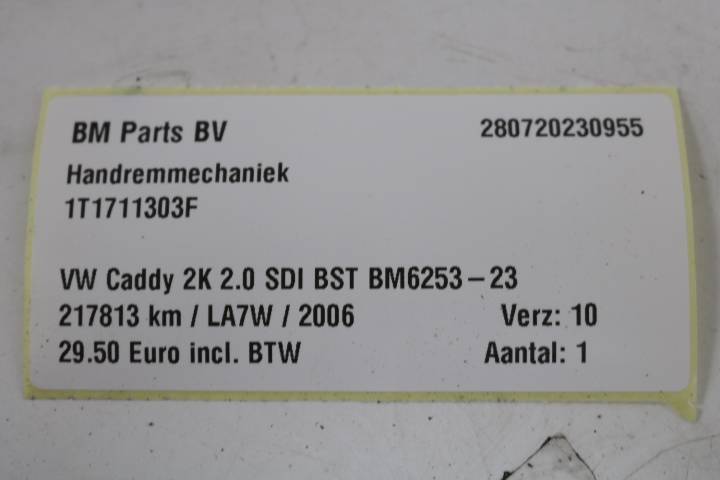 BM Parts BV 280720230955
Handremmechaniek
1T1711303F
VW Caddy 2K 2.0 SDI BST BM6253-23
217813 km / LA7W / 2006 Verz: 10
29.50 Euro incl. BTW Aantal: 1